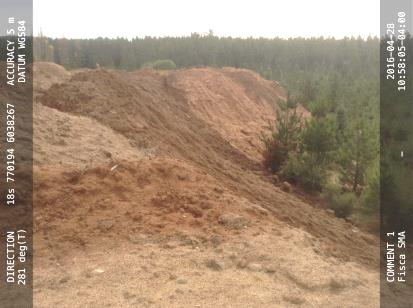 DIRECTION 18s 770194 6038267 ACCURACY 5 m
281 deg(T) DATUM WGS84
COMMENT 1 2016-04-28
Fisca SMA - 10:58:05-04:00